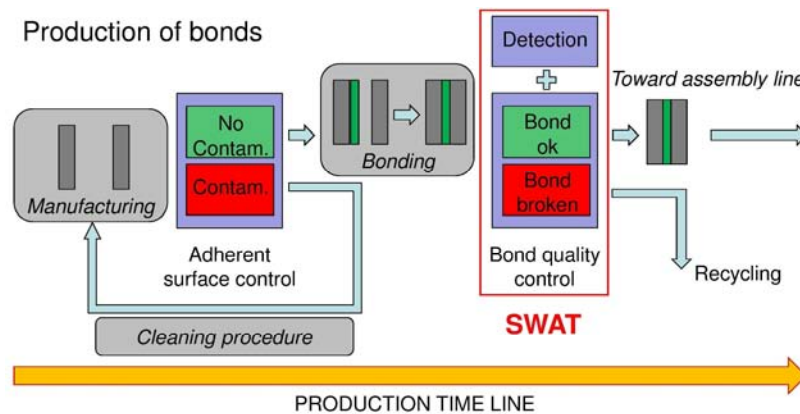 Production of bonds
Detection
Toward assembly line
No
Contam.
Contam.
Manufacturing
Bonding
Bond
ok
Bond
broken
Adherent
surface control
Bond quality
control
Recycling
SWAT
Cleaning procedure
PRODUCTION TIME LINE